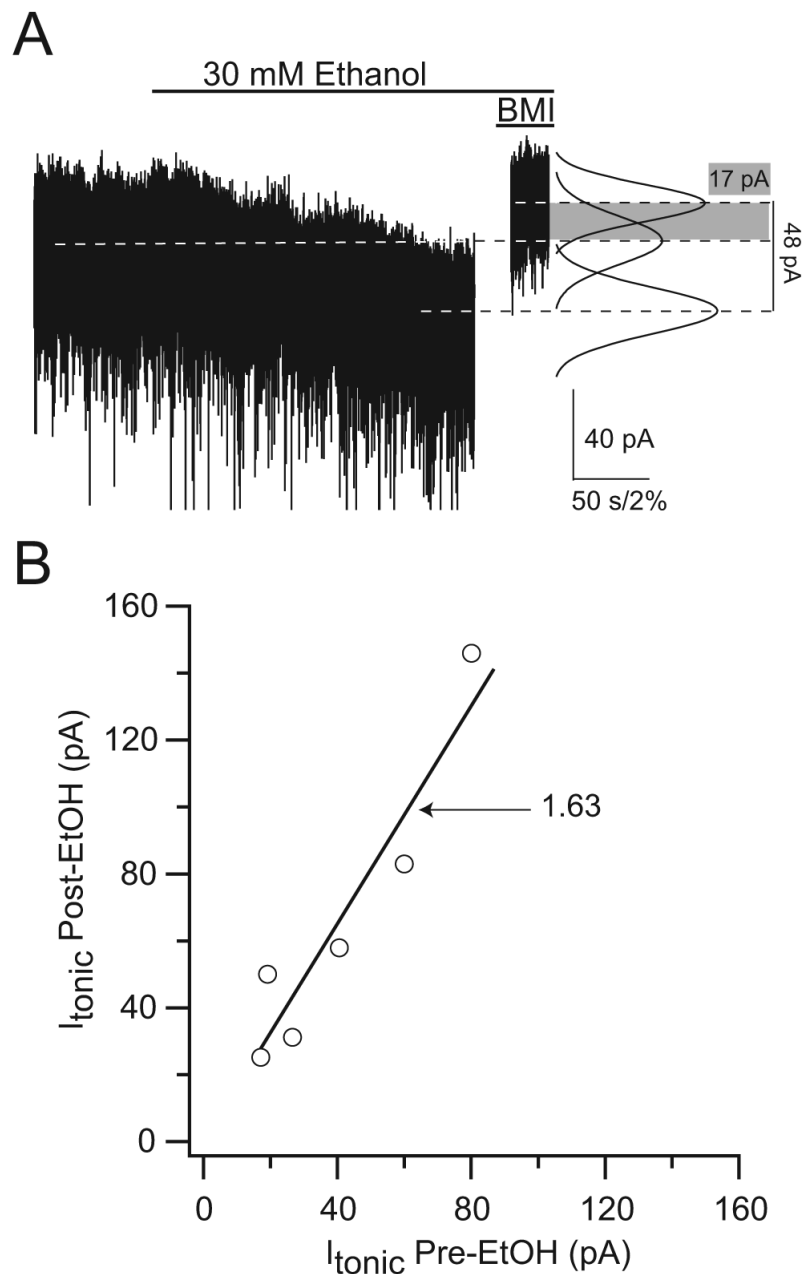 A
30 mM Ethanol
BMI
17 pA
48 pA
40 pA
50 s/2%
B
160
120
80
40
0
Itonic Post-EtOH (pA)
1.63
0 40 80 120 160
Itonic Pre-EtOH (pA)